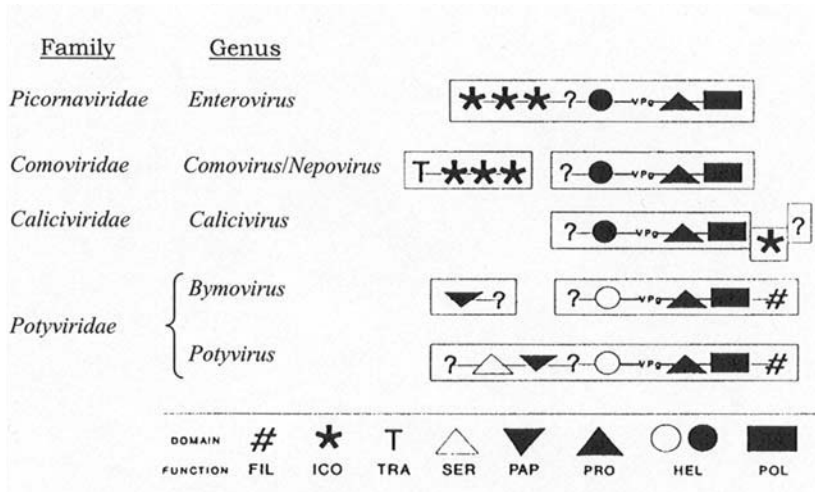 Family Genus
Picornaviridae Enterovirus ? VPg
Comoviridae Comovirus/Nepovirus T ? VPg
Caliciviridae Calicivirus ? VPg ?
Bymovirus ? ? VPg #
Potyviridae
Potyvirus ? ? VPg #
DOMAIN # * T
FUNCTION FIL ICO TRA SER PAP PRO HEL POL